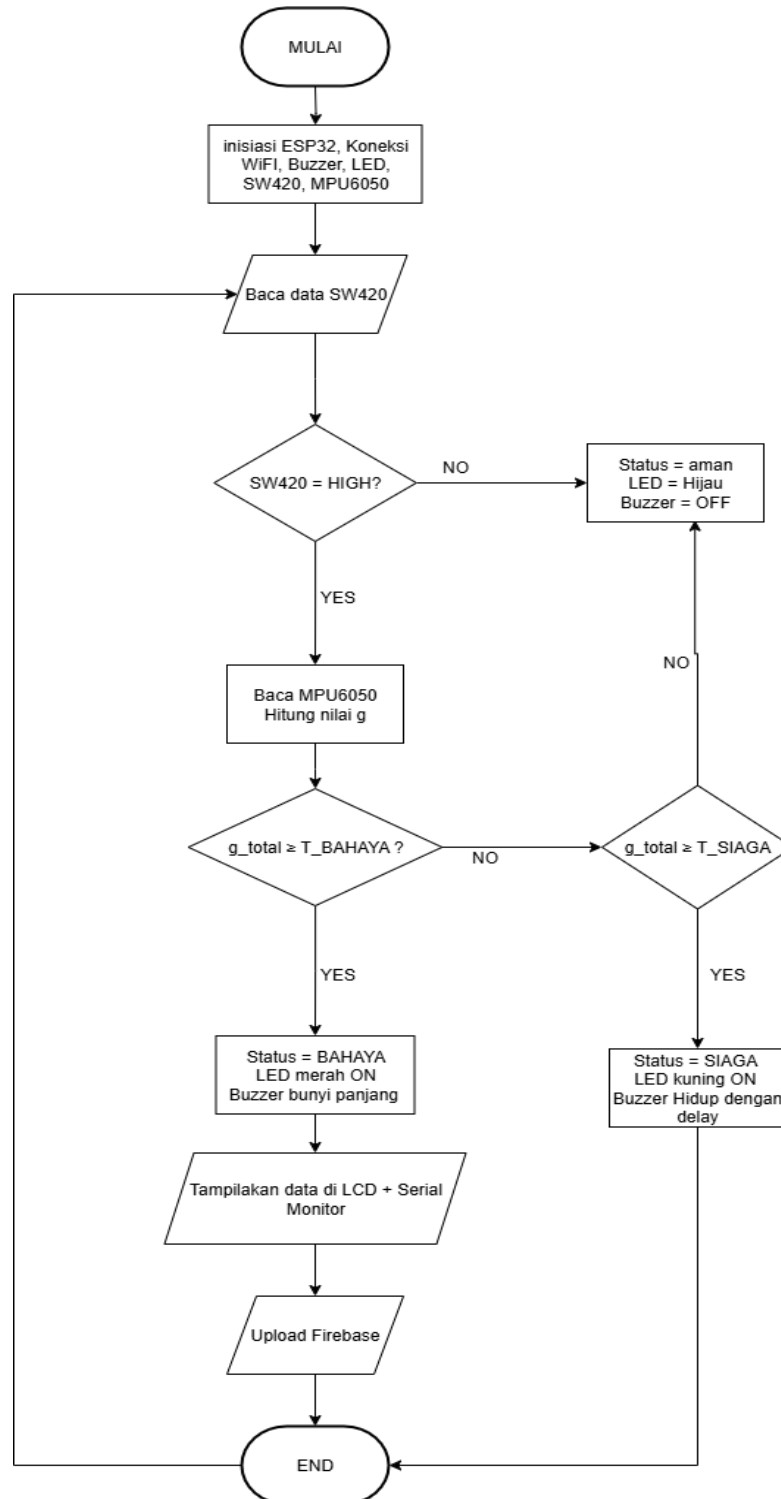 MULAI
inisiasi ESP32, Koneksi
WiFI, Buzzer, LED,
SW420, MPU6050
Baca data SW420
SW420 = HIGH?
NO
Status = aman
LED = Hijau
Buzzer = OFF
YES
Baca MPU6050
Hitung nilai g
NO
g_total ≥ T_BAHAYA ?
NO
g_total ≥ T_SIAGA
YES
YES
Status = BAHAYA
LED merah ON
Buzzer bunyi panjang
Status = SIAGA
LED kuning ON
Buzzer Hidup dengan
delay
Tampilakan data di LCD + Serial
Monitor
Upload Firebase
END